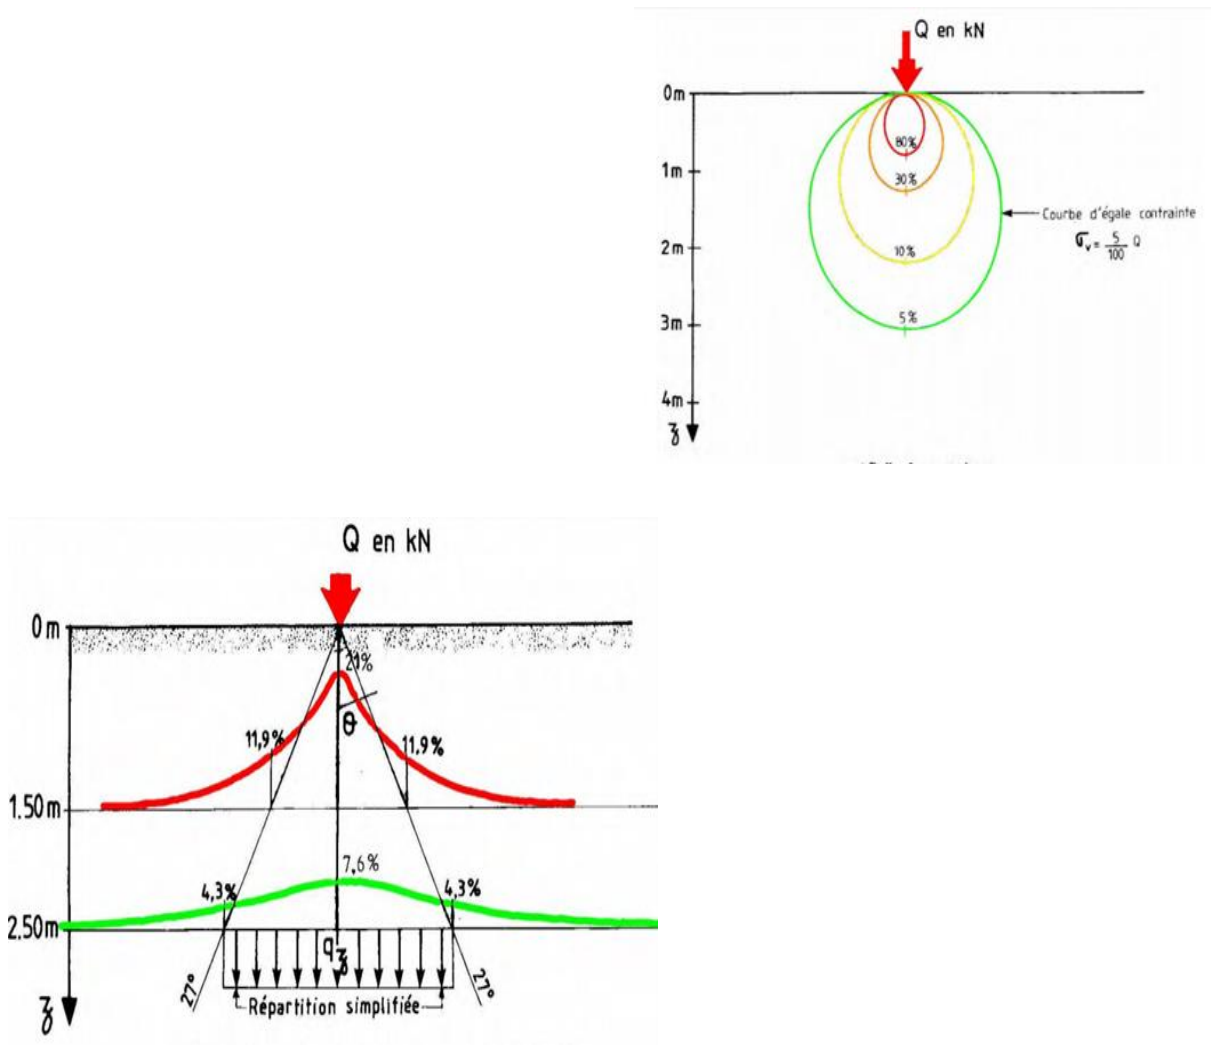 Q en kN
0m
80%
1m
30%
Courbe d'égale contrainte
σv = 5/100 Q
2m
10%
5%
3m
4m
z
Q en kN
0m
21%
θ
11,9% 11,9%
1.50m
7,6%
4,3% 4,3%
2.50m
qz
27° 27°
Répartition simplifiée
z